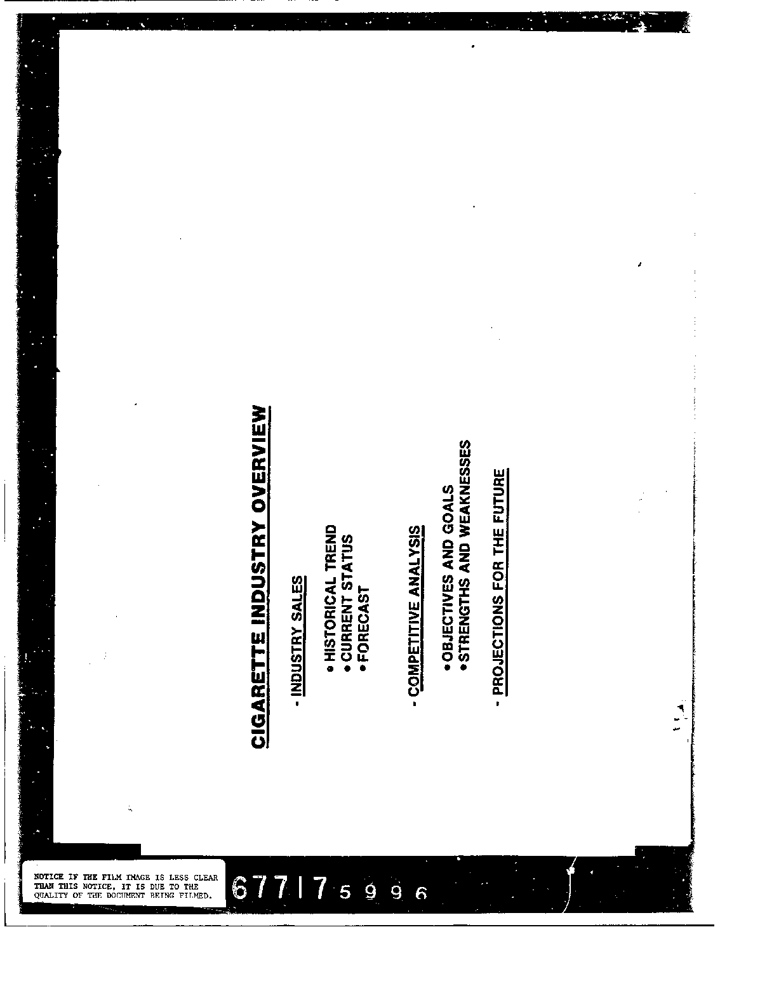 CIGARETTE INDUSTRY OVERVIEW
- INDUSTRY SALES
• HISTORICAL TREND
• CURRENT STATUS
• FORECAST
- COMPETITIVE ANALYSIS
• OBJECTIVES AND GOALS
• STRENGTHS AND WEAKNESSES
- PROJECTIONS FOR THE FUTURE
NOTICE IF THE FILM IMAGE IS LESS CLEAR
THAN THIS NOTICE, IT IS DUE TO THE
QUALITY OF THE DOCUMENT BEING FILMED.
67717 5996